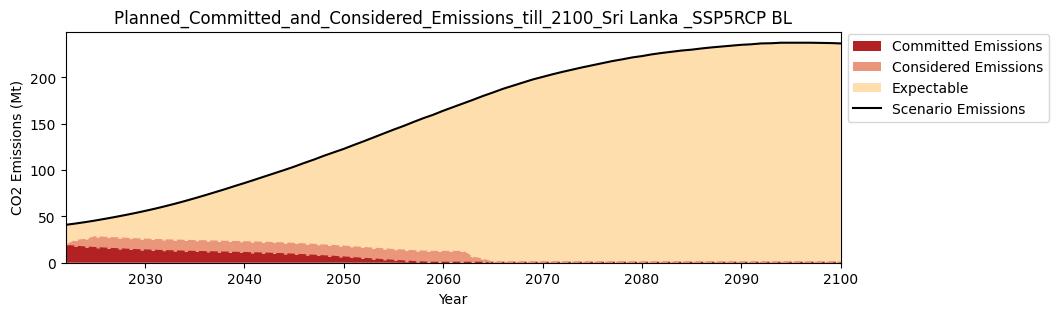 Planned_Committed_and_Considered_Emissions_till_2100_Sri Lanka _SSP5RCP BL
Committed Emissions
Considered Emissions
Expectable
Scenario Emissions
CO2 Emissions (Mt)
200
150
100
50
0
2030 2040 2050 2060 2070 2080 2090 2100
Year